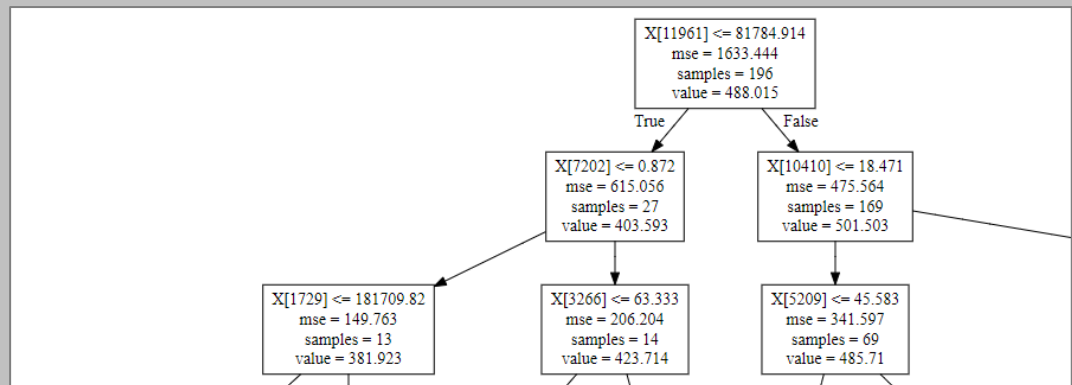 X[11961] <= 81784.914
mse = 1633.444
samples = 196
value = 488.015
True
False
X[7202] <= 0.872
mse = 615.056
samples = 27
value = 403.593
X[10410] <= 18.471
mse = 475.564
samples = 169
value = 501.503
X[1729] <= 181709.82
mse = 149.763
samples = 13
value = 381.923
X[3266] <= 63.333
mse = 206.204
samples = 14
value = 423.714
X[5209] <= 45.583
mse = 341.597
samples = 69
value = 485.71